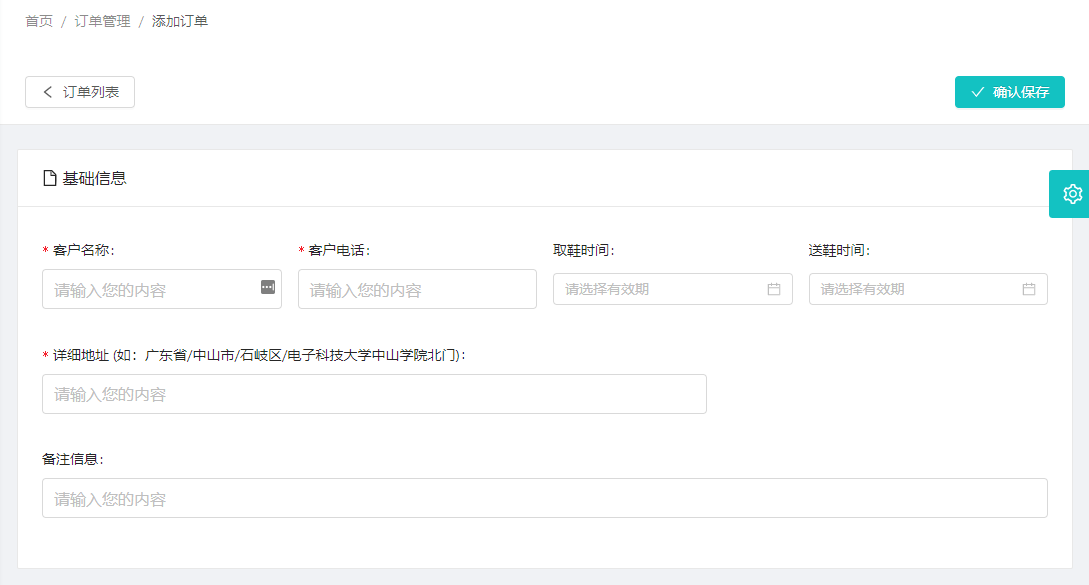 首页 / 订单管理 / 添加订单
订单列表
确认保存
基础信息
* 客户名称: * 客户电话: 取鞋时间: 送鞋时间:
请输入您的内容 请输入您的内容 请选择有效期 请选择有效期
* 详细地址 (如：广东省/中山市/石岐区/电子科技大学中山学院北门):
请输入您的内容
备注信息:
请输入您的内容